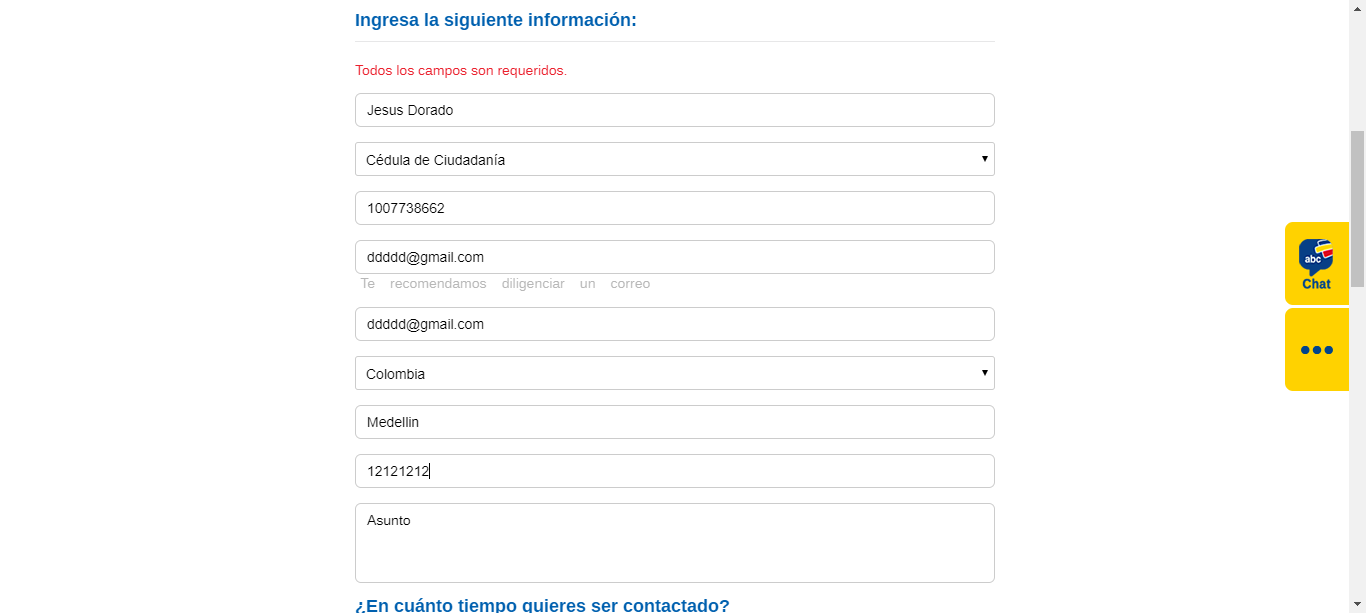 Ingresa la siguiente información:
Todos los campos son requeridos.
Jesus Dorado
Cédula de Ciudadanía
1007738662
ddddd@gmail.com
Te recomendamos diligenciar un correo
ddddd@gmail.com
Colombia
Medellin
12121212
Asunto
¿En cuánto tiempo quieres ser contactado?
abc
Chat